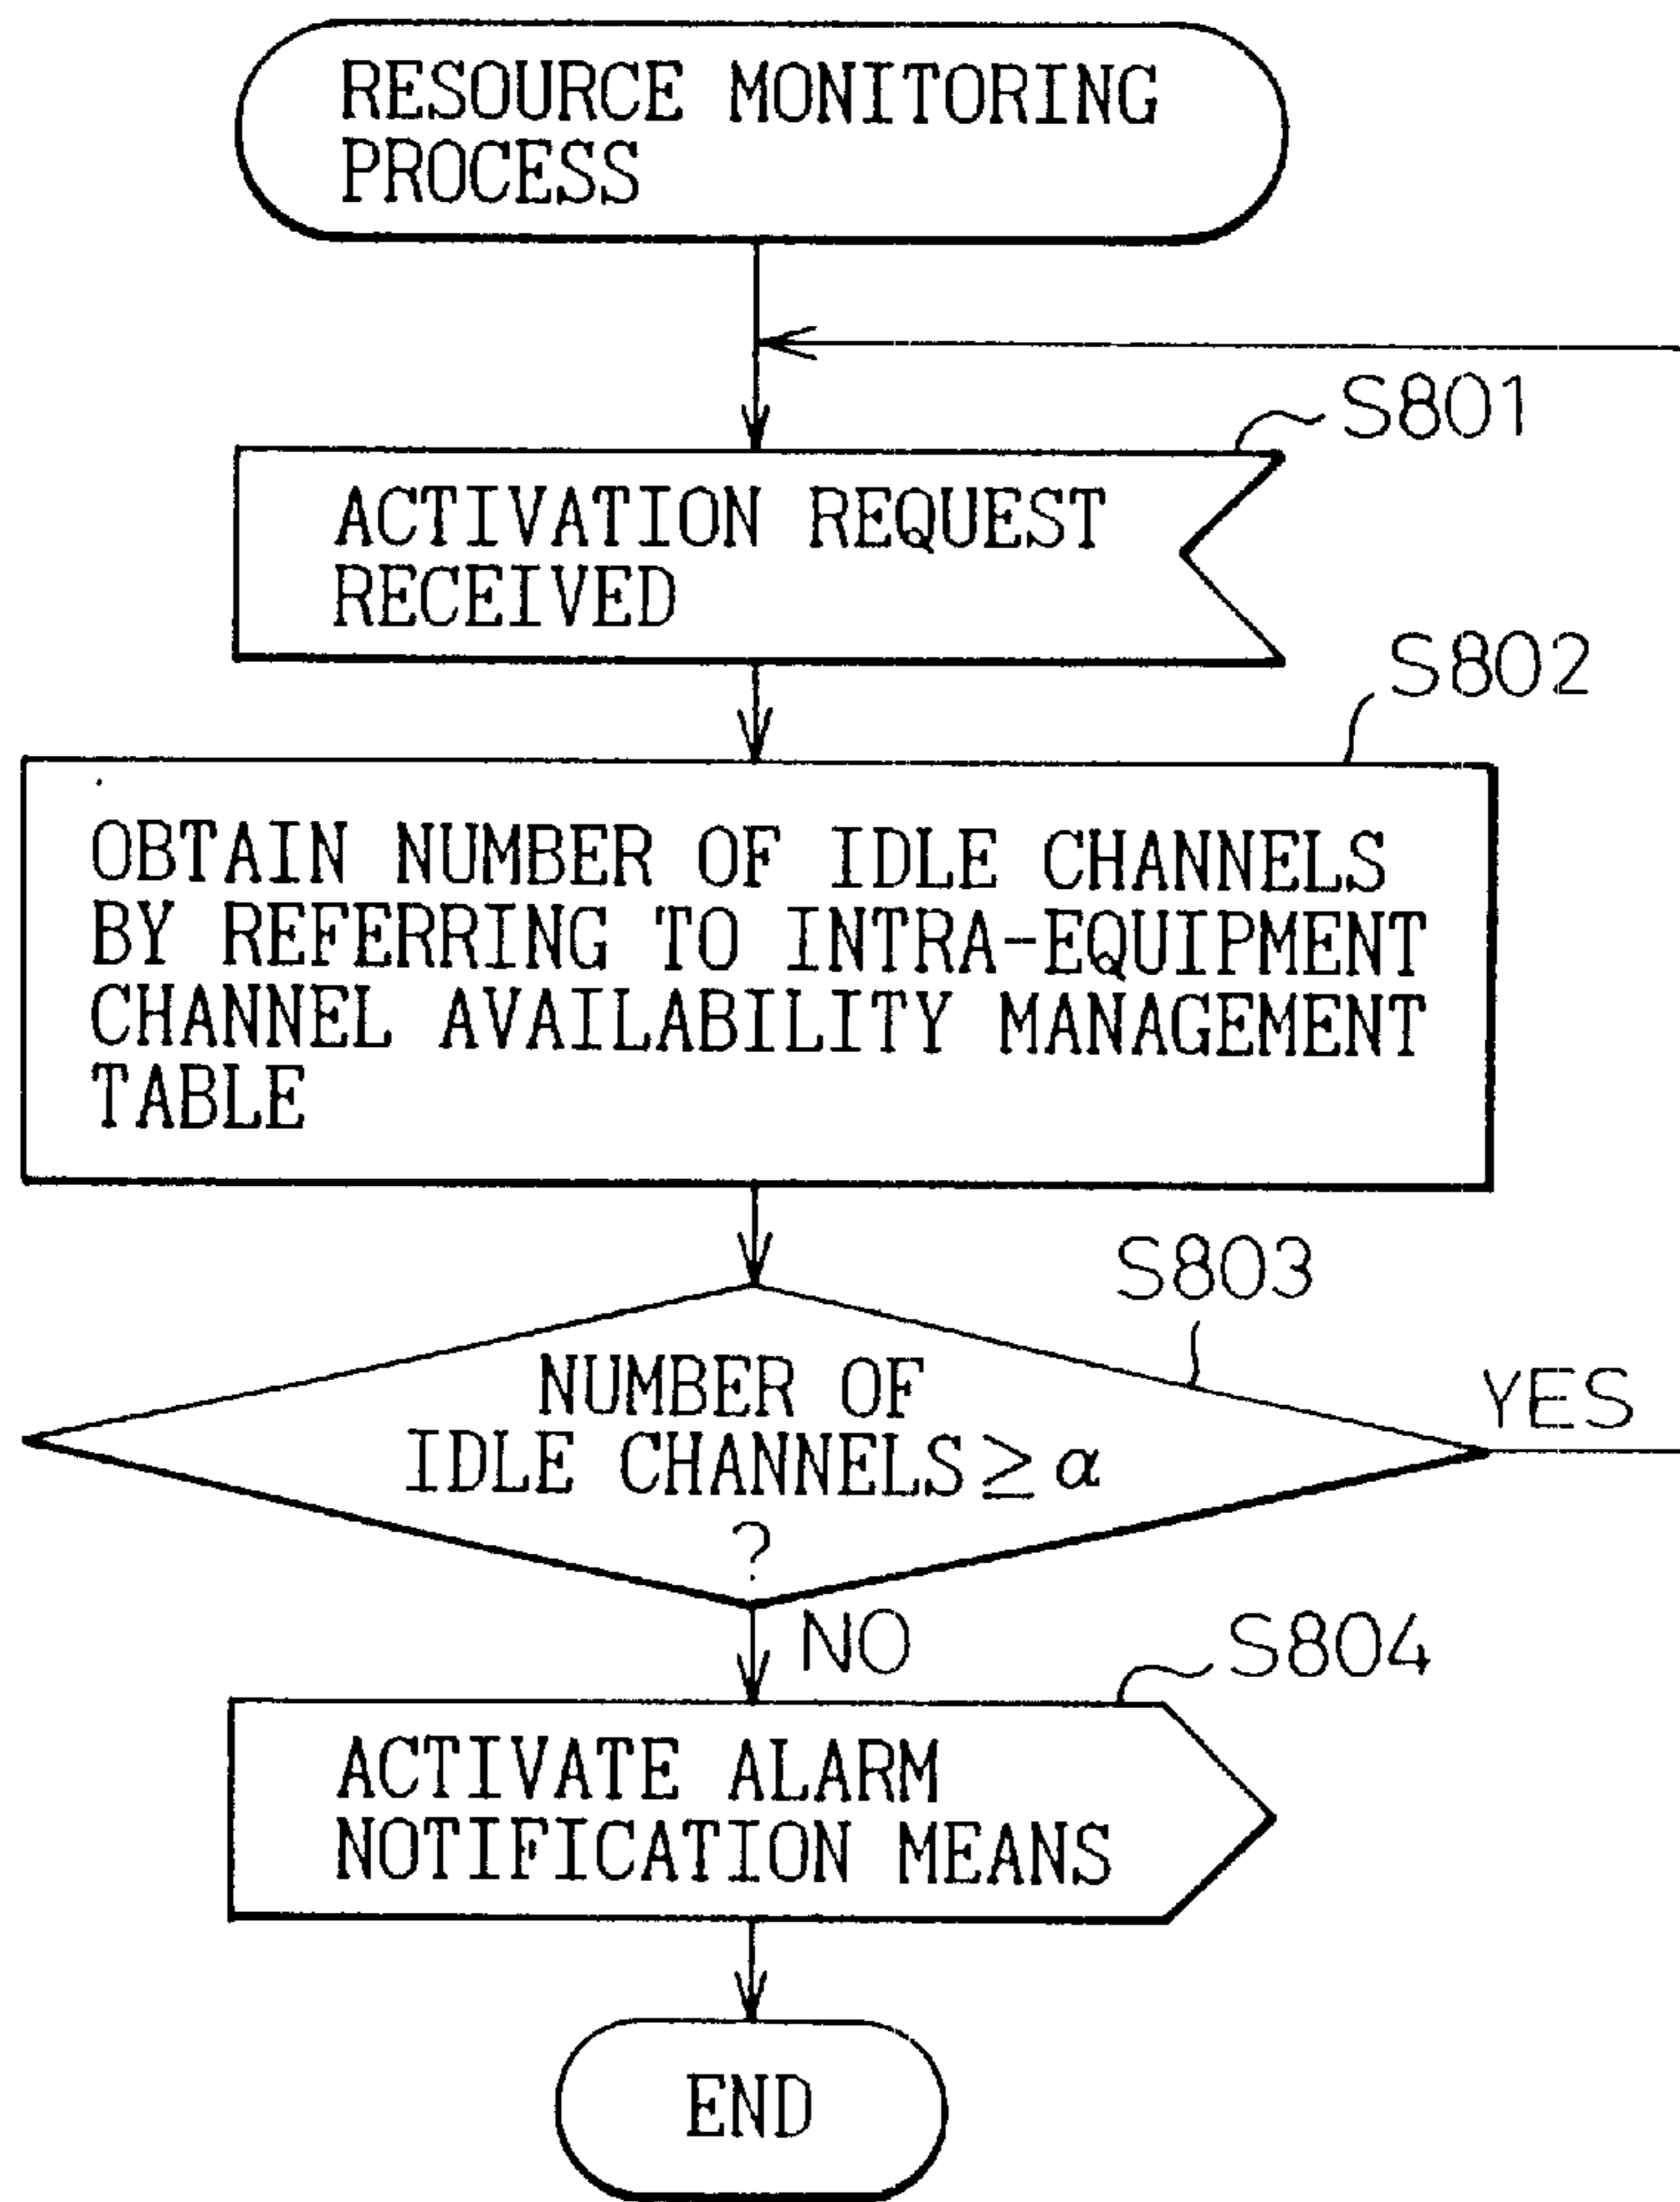 RESOURCE MONITORING
PROCESS
S801
ACTIVATION REQUEST
RECEIVED
S802
OBTAIN NUMBER OF IDLE CHANNELS
BY REFERRING TO INTRA-EQUIPMENT
CHANNEL AVAILABILITY MANAGEMENT
TABLE
S803
NUMBER OF
IDLE CHANNELS ≥ α
?
YES
NO
S804
ACTIVATE ALARM
NOTIFICATION MEANS
END